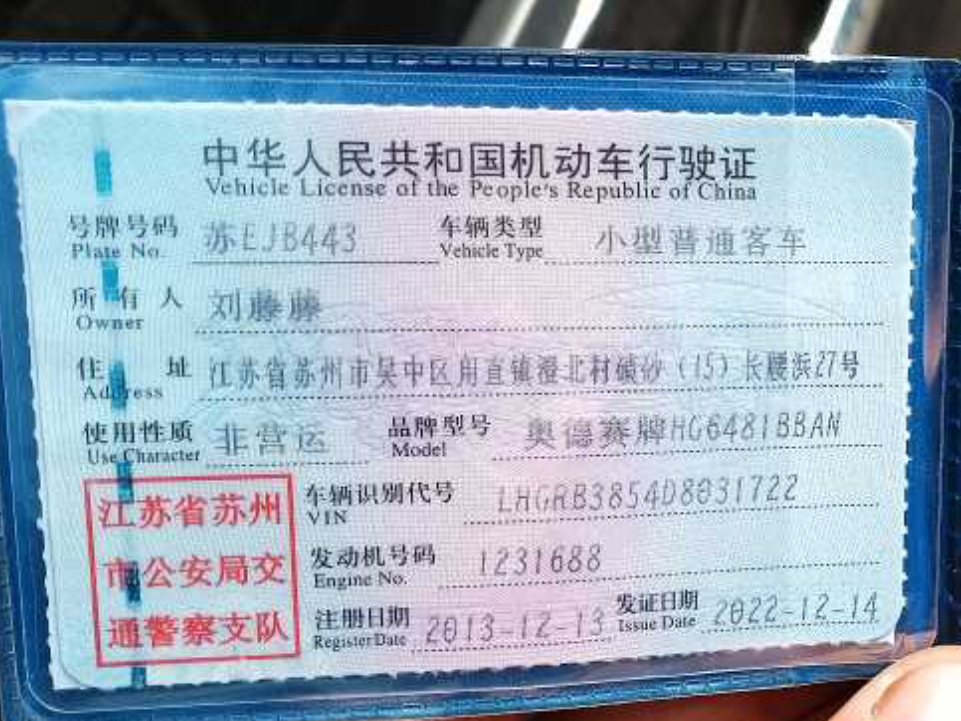 中华人民共和国机动车行驶证
Vehicle License of the People's Republic of China
号牌号码 苏EJB443 车辆类型 小型普通客车
Plate No. Vehicle Type
所有人 刘藤藤
Owner
住址 江苏省苏州市吴中区甪直镇澄北村碛砂（15）长腰浜27号
Address
使用性质 非营运 品牌型号 奥德赛牌HG6481BBAN
Use Character Model
江苏省苏州
市公安局交
通警察支队
车辆识别代号 LHGRB3854D8031722
VIN
发动机号码 1231688
Engine No.
注册日期 2013-12-13 发证日期 2022-12-14
Register Date Issue Date